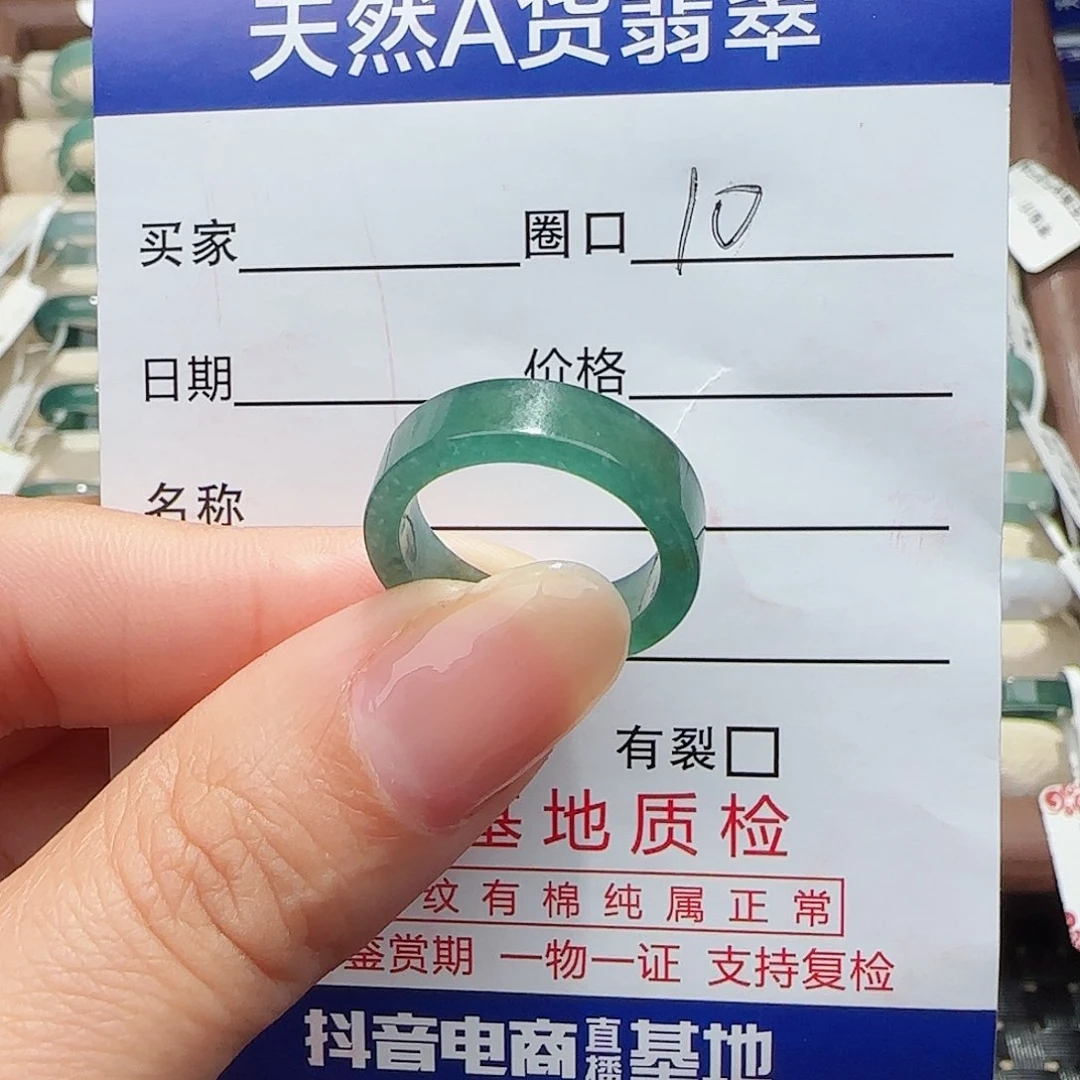 天然A货翡翠
买家 圈口 10
日期 价格
名称
有裂
基地质检
纹有棉纯属正常
鉴赏期 一物一证 支持复检
抖音电商直播基地